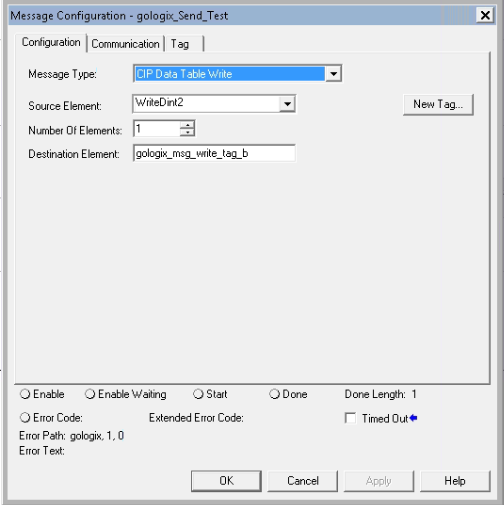 Message Configuration - gologix_Send_Test
Configuration Communication Tag
Message Type: CIP Data Table Write
Source Element: WriteDint2 New Tag...
Number Of Elements: 1
Destination Element: gologix_msg_write_tag_b
Enable Enable Waiting Start Done Done Length: 1
Error Code: Extended Error Code: Timed Out
Error Path: gologix, 1, 0
Error Text:
OK Cancel Apply Help